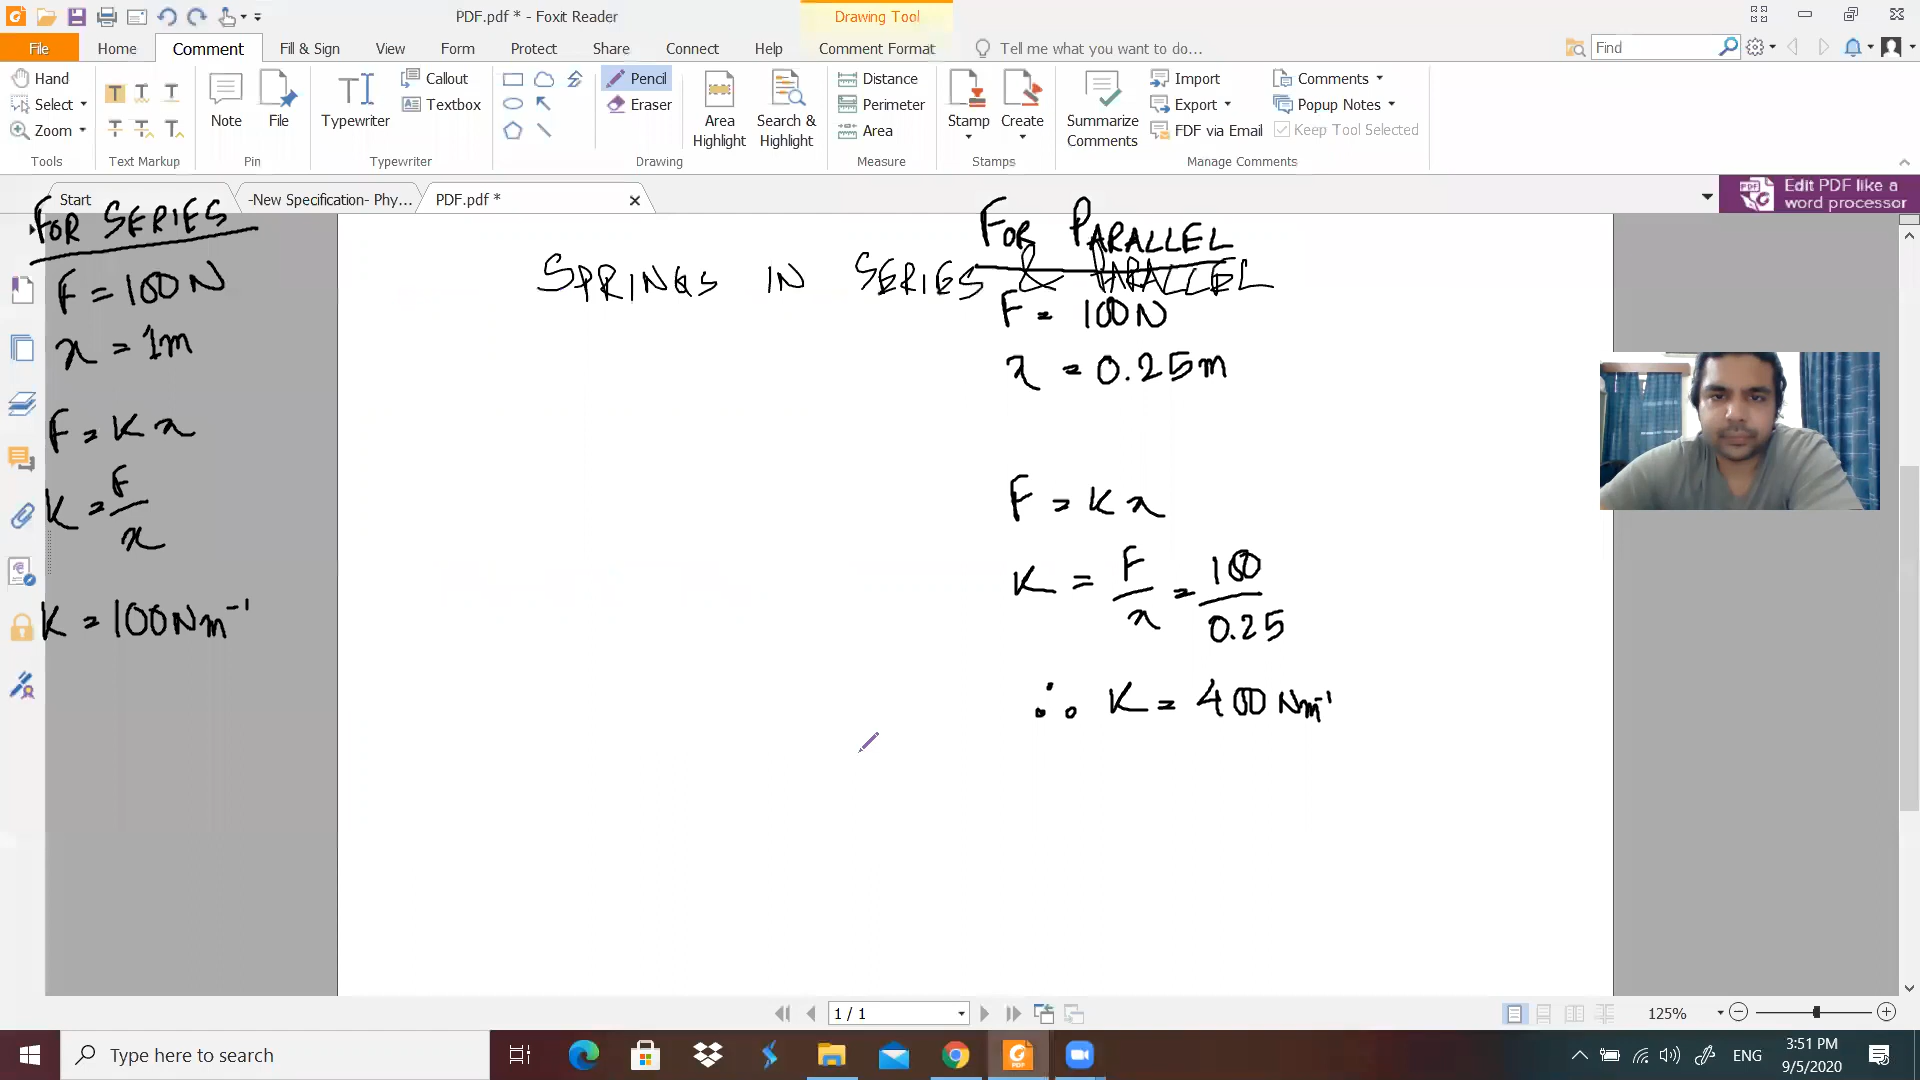 PDF.pdf * - Foxit Reader
Drawing Tool
File Home Comment Fill & Sign View Form Protect Share Connect Help Comment Format Tell me what you want to do... Find
Hand
Select
Zoom
Tools
Text Markup
Note
File
Pin
Typewriter
Callout
Textbox
Typewriter
Pencil
Eraser
Area Highlight
Search & Highlight
Drawing
Distance
Perimeter
Area
Measure
Stamp
Create
Stamps
Summarize Comments
Import
Export
FDF via Email
Comments
Popup Notes
Keep Tool Selected
Manage Comments
Start
-New Specification- Phy...
PDF.pdf *
Edit PDF like a
word processor
FOR SERIES
F = 100N
x = 1m
F = Kx
K = F/x
K = 100Nm⁻¹
SPRINGS IN SERIES & PARALLEL
FOR PARALLEL
F = 100N
x = 0.25m
F = Kx
K = F/x = 100/0.25
∴ K = 400Nm⁻¹
1 / 1
125%
Type here to search
ENG
3:51 PM
9/5/2020